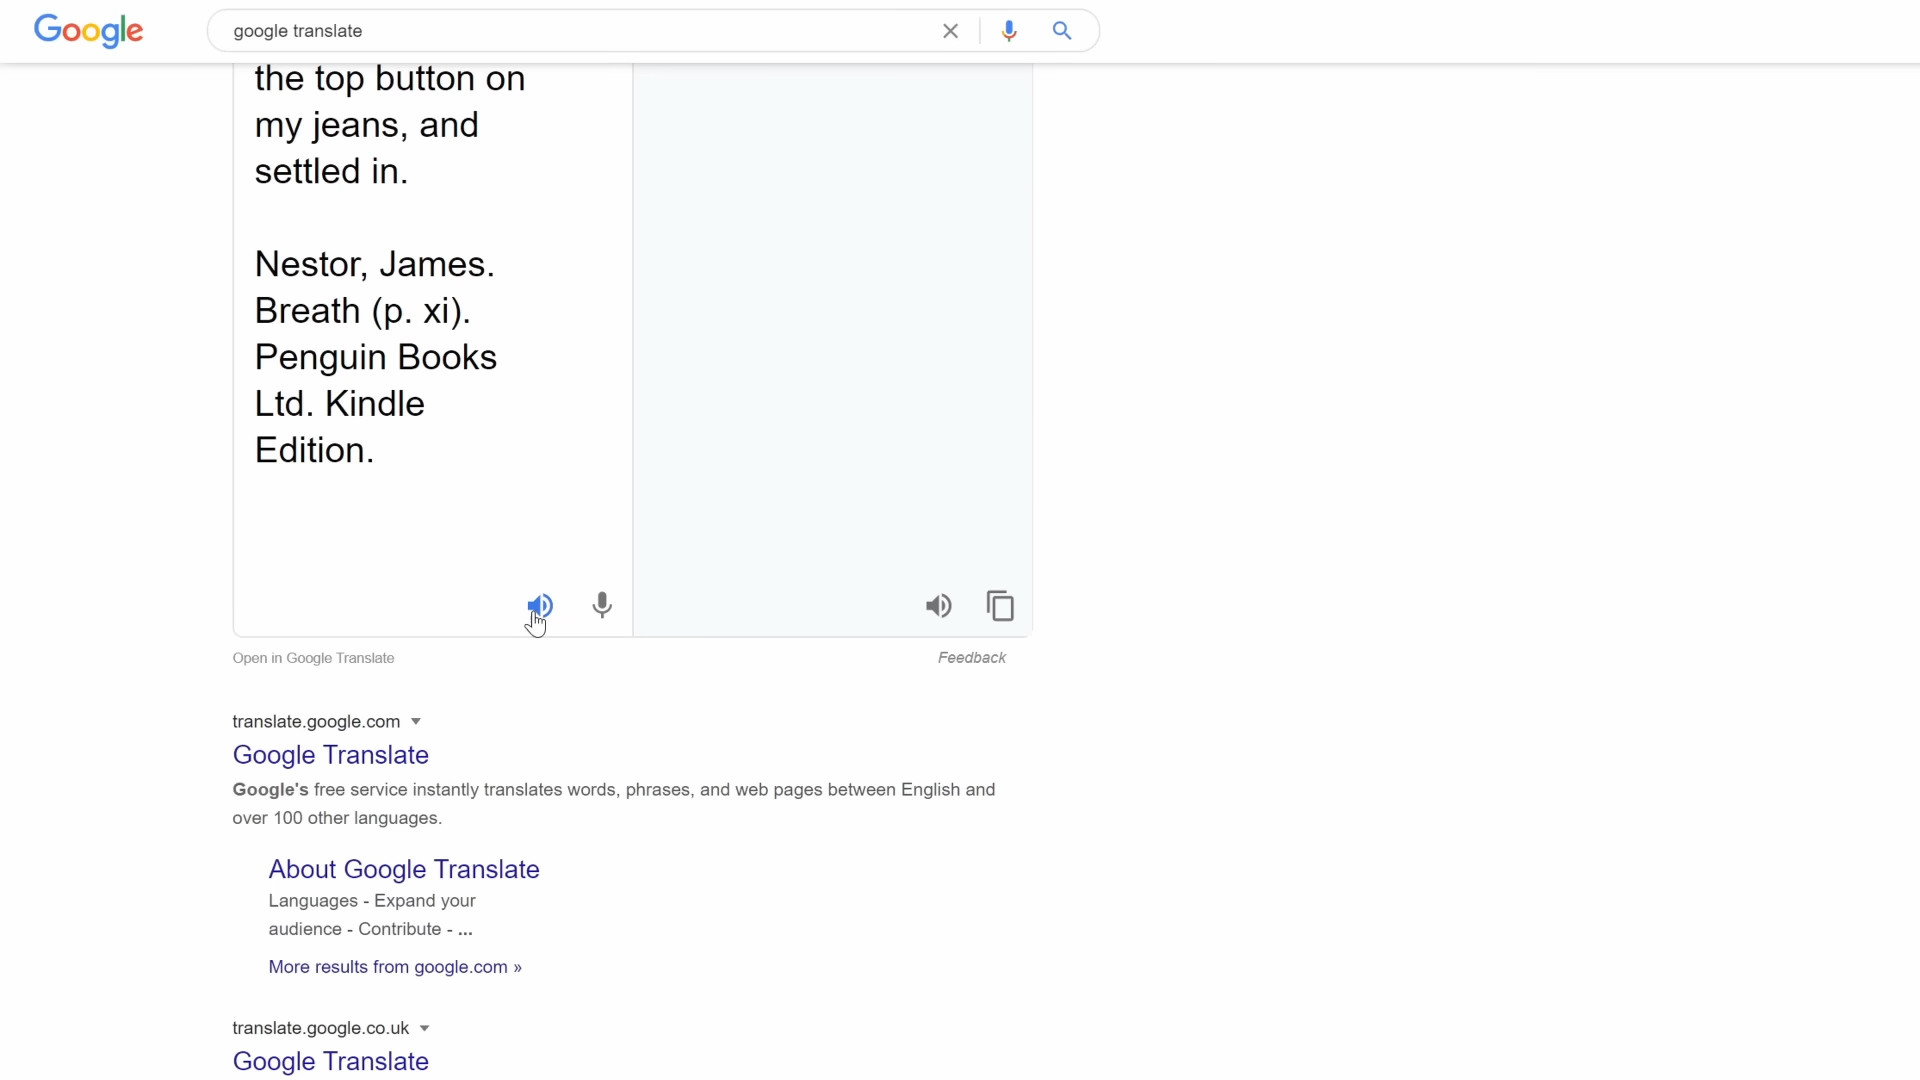 Google
google translate
the top button on
my jeans, and
settled in.
Nestor, James.
Breath (p. xi).
Penguin Books
Ltd. Kindle
Edition.
Open in Google Translate
Feedback
translate.google.com
Google Translate
Google's free service instantly translates words, phrases, and web pages between English and
over 100 other languages.
About Google Translate
Languages - Expand your
audience - Contribute - ...
More results from google.com »
translate.google.co.uk
Google Translate